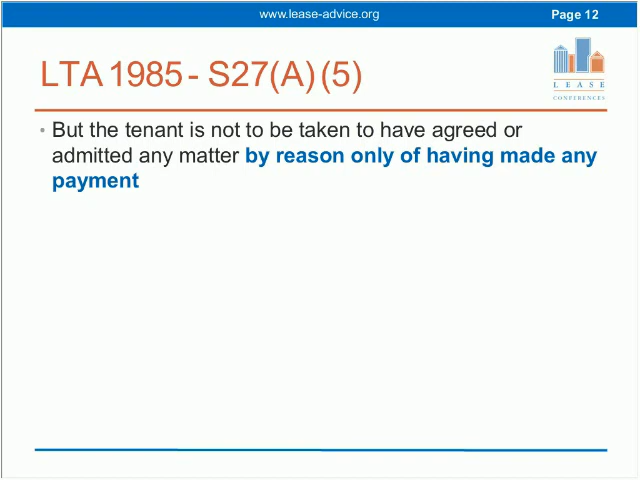 www.lease-advice.org
Page 12
LTA 1985 - S27(A) (5)
LEASE
CONFERENCES
• But the tenant is not to be taken to have agreed or
admitted any matter by reason only of having made any
payment